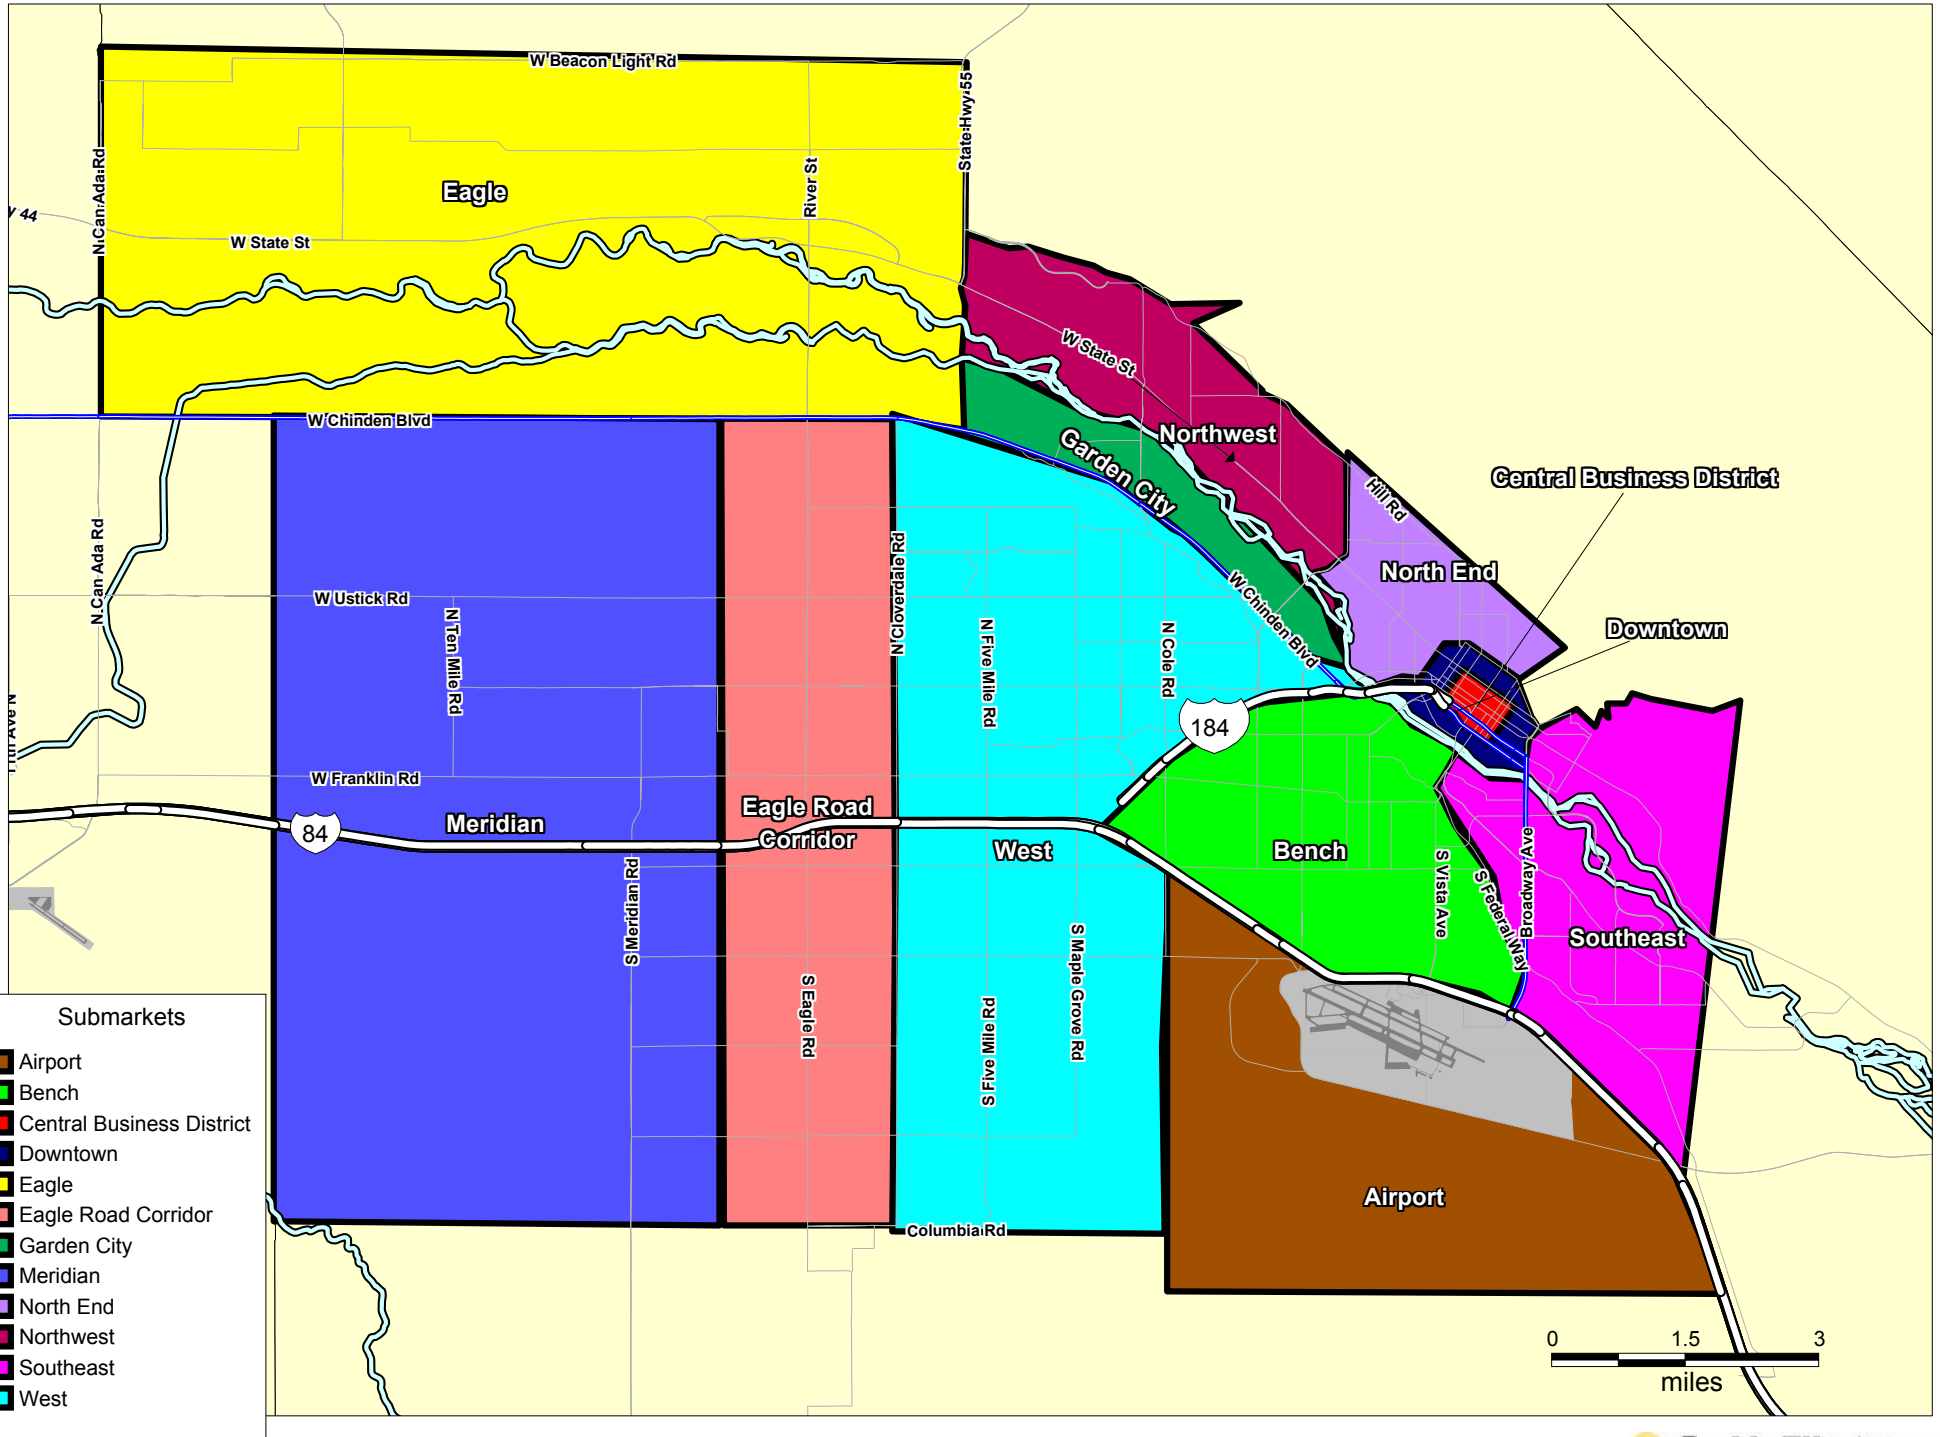 W Beacon Light Rd
State Hwy 55
N Can Ada Rd
River St
Eagle
y 44
W State St
W State St
W Chinden Blvd
Northwest
Garden City
Central Business District
Hill Rd
N Can Ada Rd
N Cloverdale Rd
North End
W Chinden Blvd
W Ustick Rd
N Ten Mile Rd
N Five Mile Rd
N Cole Rd
Downtown
184
W Franklin Rd
84
Meridian
Eagle Road
Corridor
West
Bench
S Meridian Rd
S Vista Ave
S Federal Way
Broadway Ave
Southeast
S Eagle Rd
S Five Mile Rd
S Maple Grove Rd
Airport
Columbia Rd
Submarkets
Airport
Bench
Central Business District
Downtown
Eagle
Eagle Road Corridor
Garden City
Meridian
North End
Northwest
Southeast
West
0 1.5 3
miles